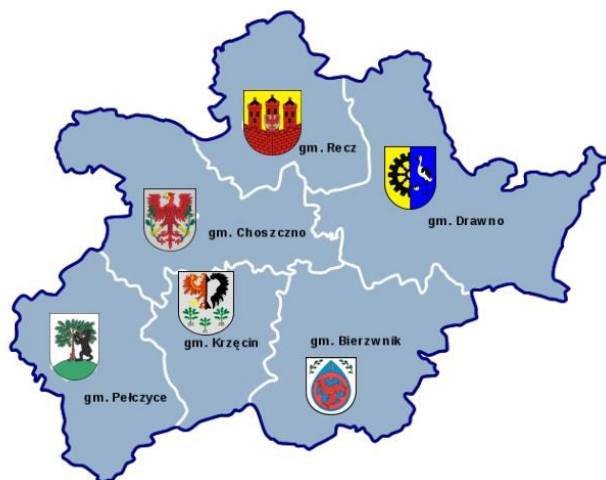 gm. Recz
gm. Drawno
gm. Choszczno
gm. Krzęcin
gm. Bierzwnik
gm. Pełczyce